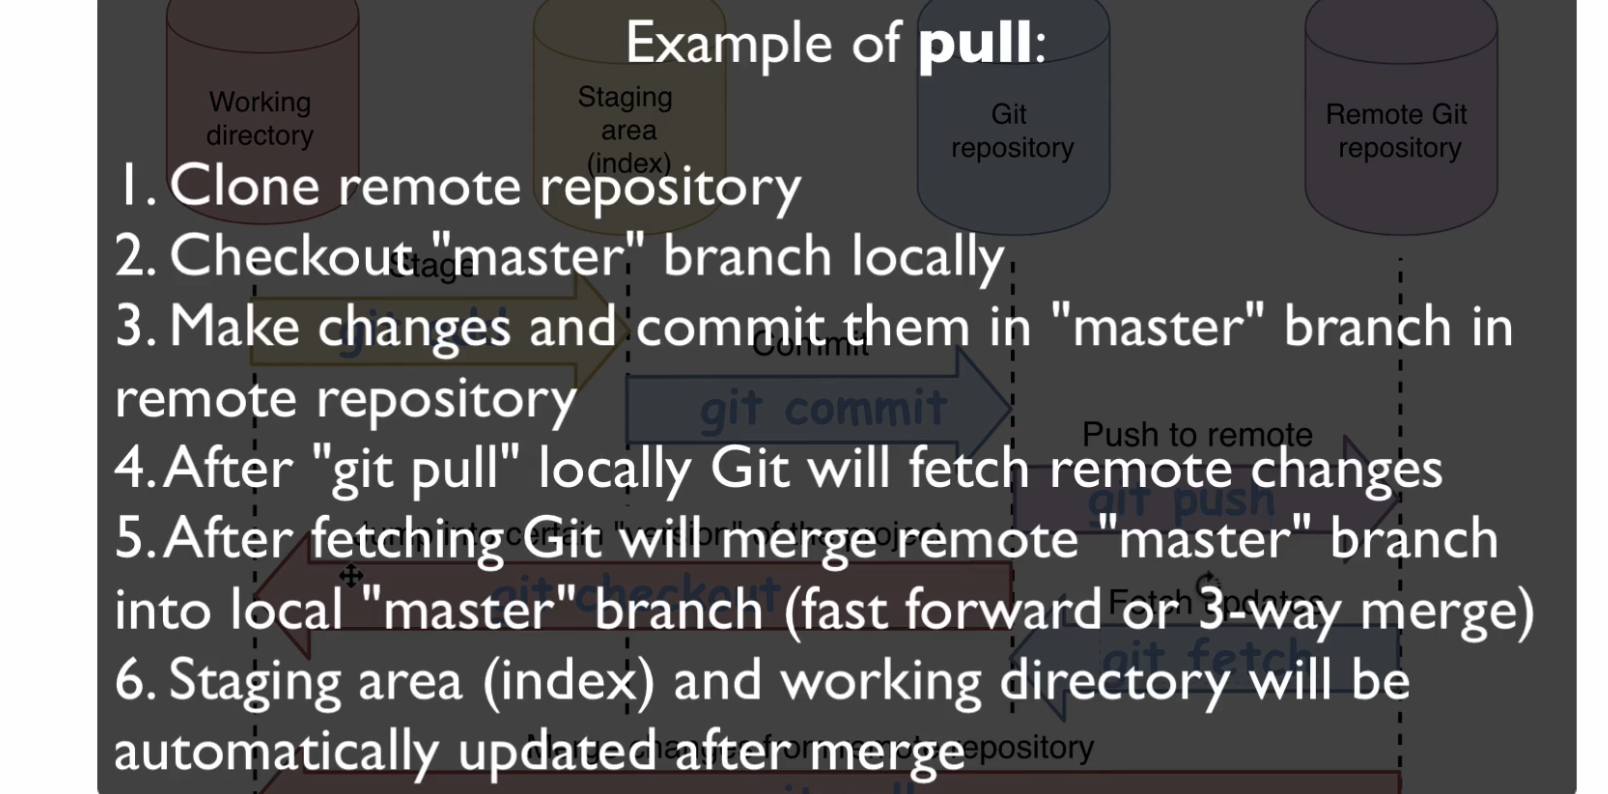 Example of pull:
Working
directory
Staging
area
(index)
Git
repository
Remote Git
repository
1. Clone remote repository
2. Checkout "master" branch locally
Stage
3. Make changes and commit them in "master" branch in
remote repository
Commit
git commit
Push to remote
4. After "git pull" locally Git will fetch remote changes
git push
5. After fetching Git will merge remote "master" branch
into local "master" branch (fast forward or 3-way merge)
git checkout
Fetch updates
git fetch
6. Staging area (index) and working directory will be
automatically updated after merge